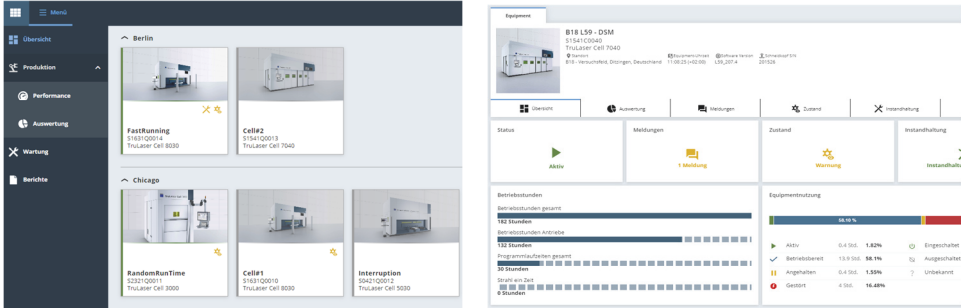 Menü
Übersicht
Produktion
Performance
Auswertung
Wartung
Berichte
Berlin
FastRunning
S1631Q0014
TruLaser Cell 8030
Cell#2
S1541Q0013
TruLaser Cell 7040
Chicago
RandomRunTime
S2321Q0011
TruLaser Cell 3000
Cell#1
S1631Q0010
TruLaser Cell 8030
Interruption
S0421Q0012
TruLaser Cell 5030
Equipment
B18 L59 - DSM
S1541C0040
TruLaser Cell 7040
Standort
B18 - Versuchsfeld, Ditzingen, Deutschland
Equipmentuhrzeit
11:09:25 (+02:00)
Software Version
L59_207.4
Schneidkopf S/N
201526
Übersicht
Auswertung
Meldungen
Zustand
Instandhaltung
Status
Aktiv
Meldungen
1 Meldung
Zustand
Warnung
Instandhaltung
Instandhaltu
Betriebsstunden
Betriebsstunden gesamt
182 Stunden
Betriebsstunden Antriebe
132 Stunden
Programmlaufzeiten gesamt
30 Stunden
Strahl ein Zeit
0 Stunden
Equipmentnutzung
58.10 %
Aktiv 0.4 Std. 1.82%
Betriebsbereit 13.9 Std. 58.1%
Angehalten 0.4 Std. 1.55%
Gestört 4 Std. 16.48%
Eingeschaltet
Ausgeschaltet
Unbekannt